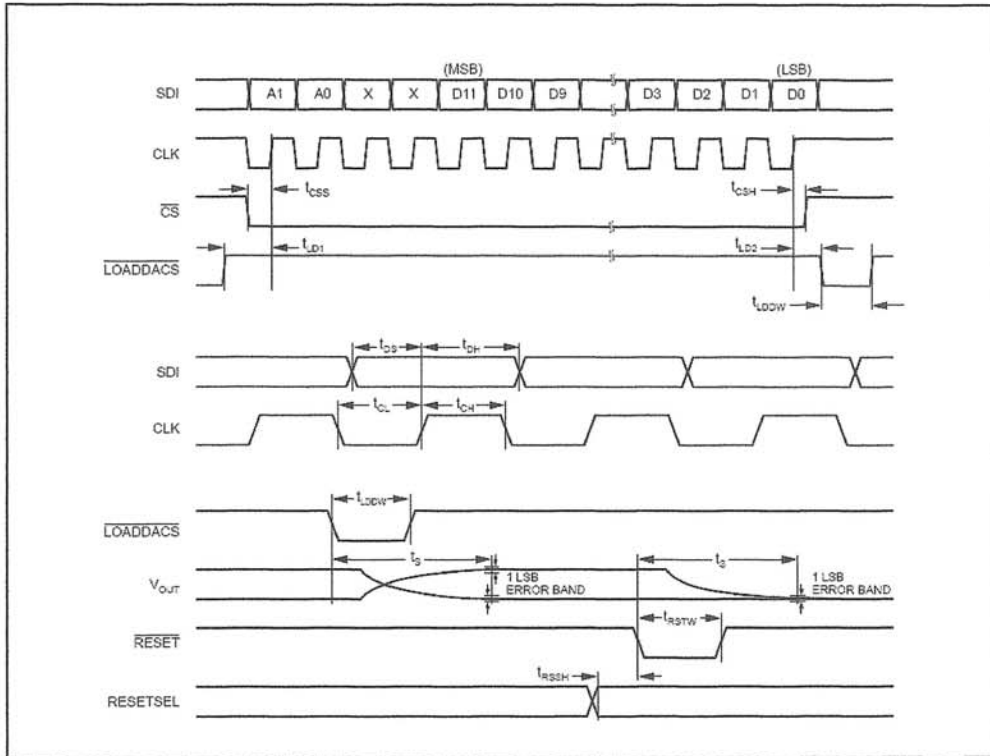 (MSB) (LSB)
SDI A1 A0 X X D11 D10 D9 D3 D2 D1 D0
CLK
tCSS tCSH
CS
tLD1 tLD2
LOADDACS
tLDDW
tDS tDH
SDI
tCL tCH
CLK
tLDDW
LOADDACS
tS tS
1 LSB
ERROR BAND
1 LSB
ERROR BAND
VOUT
tRSTW
RESET
tRSSH
RESETSEL